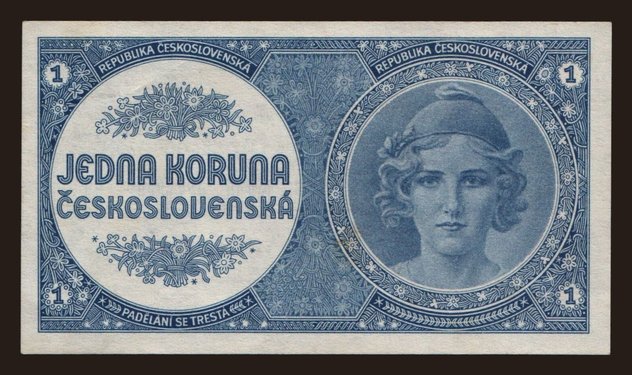 1
REPUBLIKA ČESKOSLOVENSKÁ
REPUBLIKA ČESKOSLOVENSKÁ
1
JEDNA KORUNA
ČESKOSLOVENSKÁ
1
PADĚLÁNÍ SE TRESTÁ
1